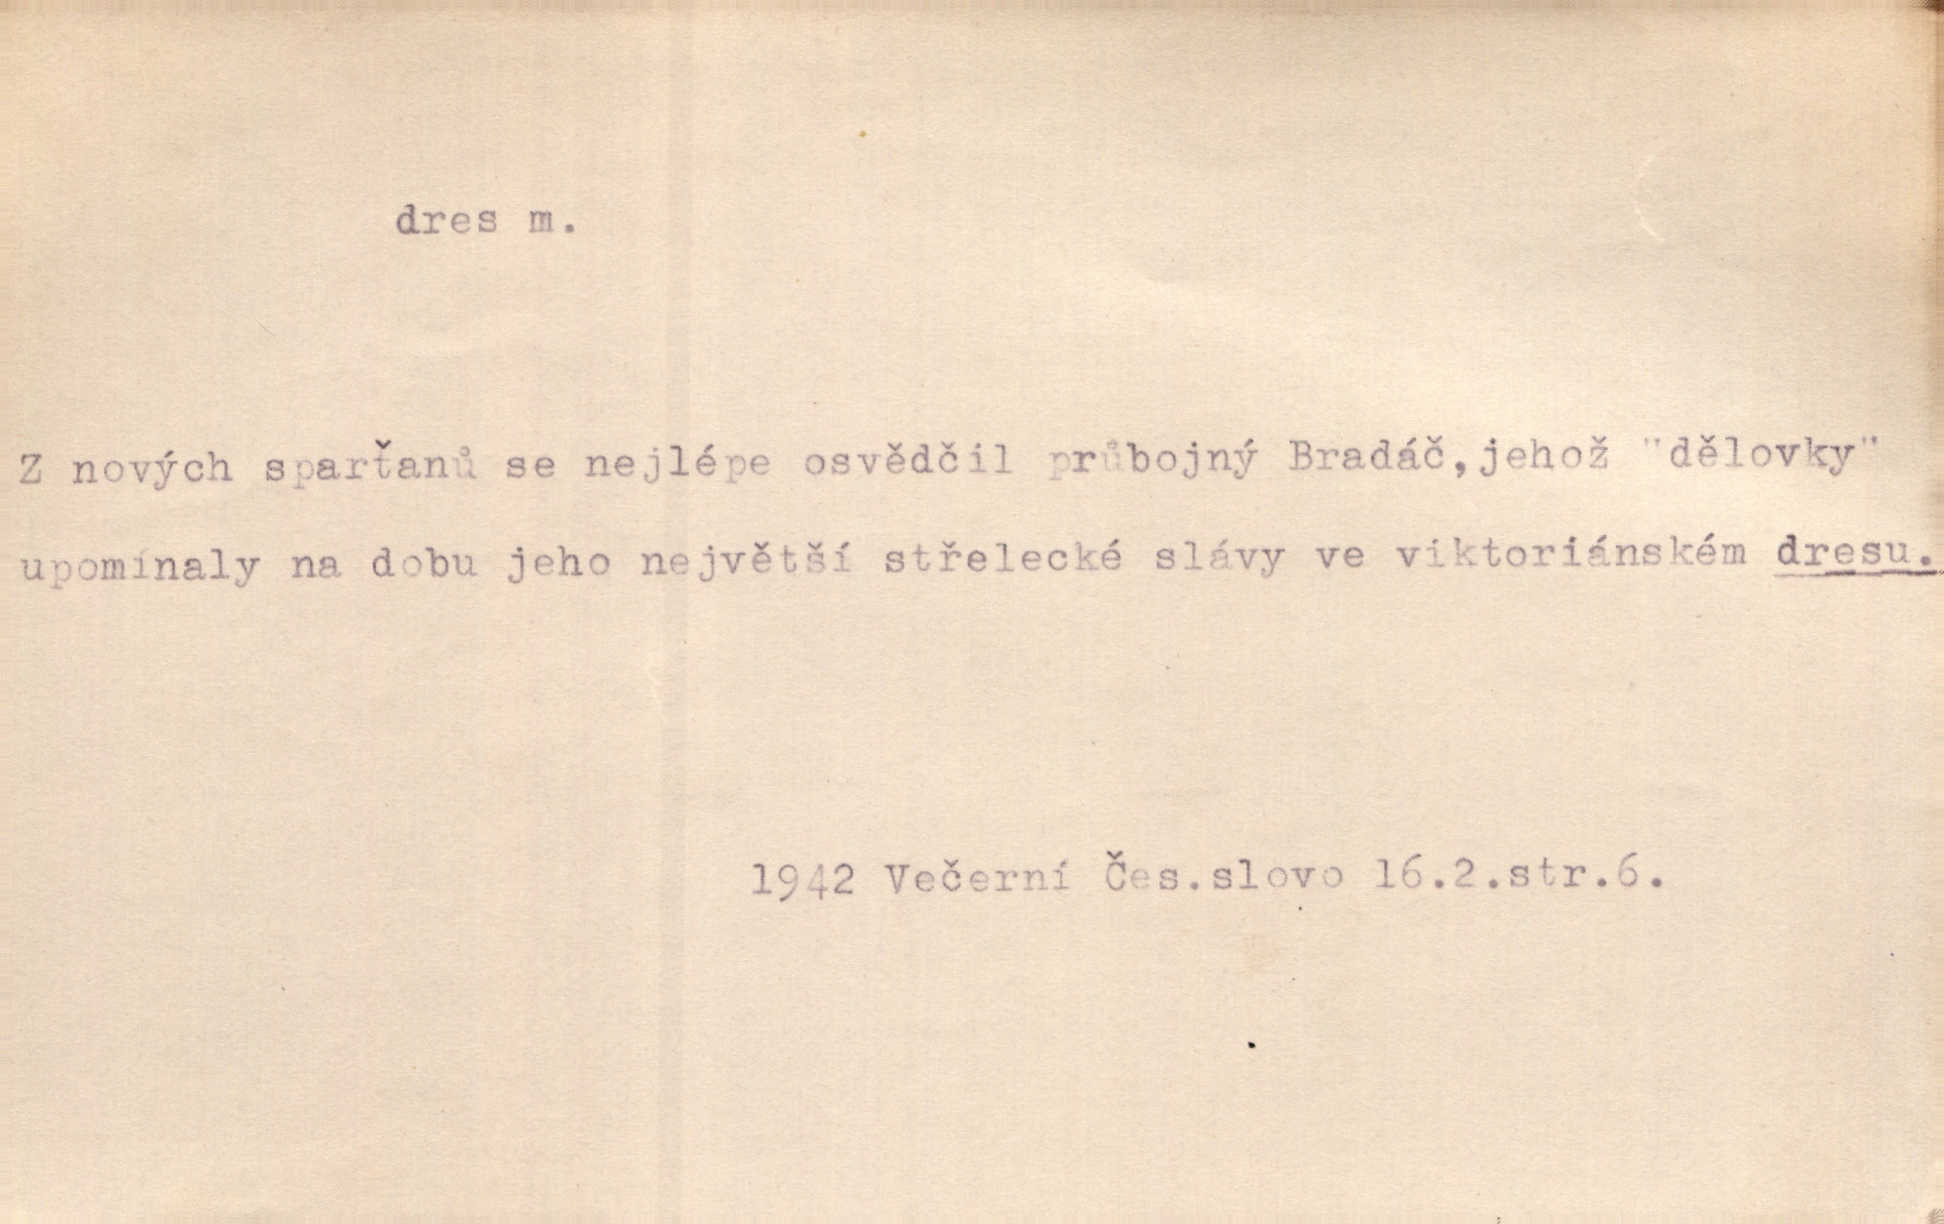 dres m.
Z nových sparťanů se nejlépe osvědčil průbojný Bradáč,jehož "dělovky"
upomínaly na dobu jeho největší střelecké slávy ve viktoriánském dresu.
1942 Večerní Čes.slovo 16.2.str.6.